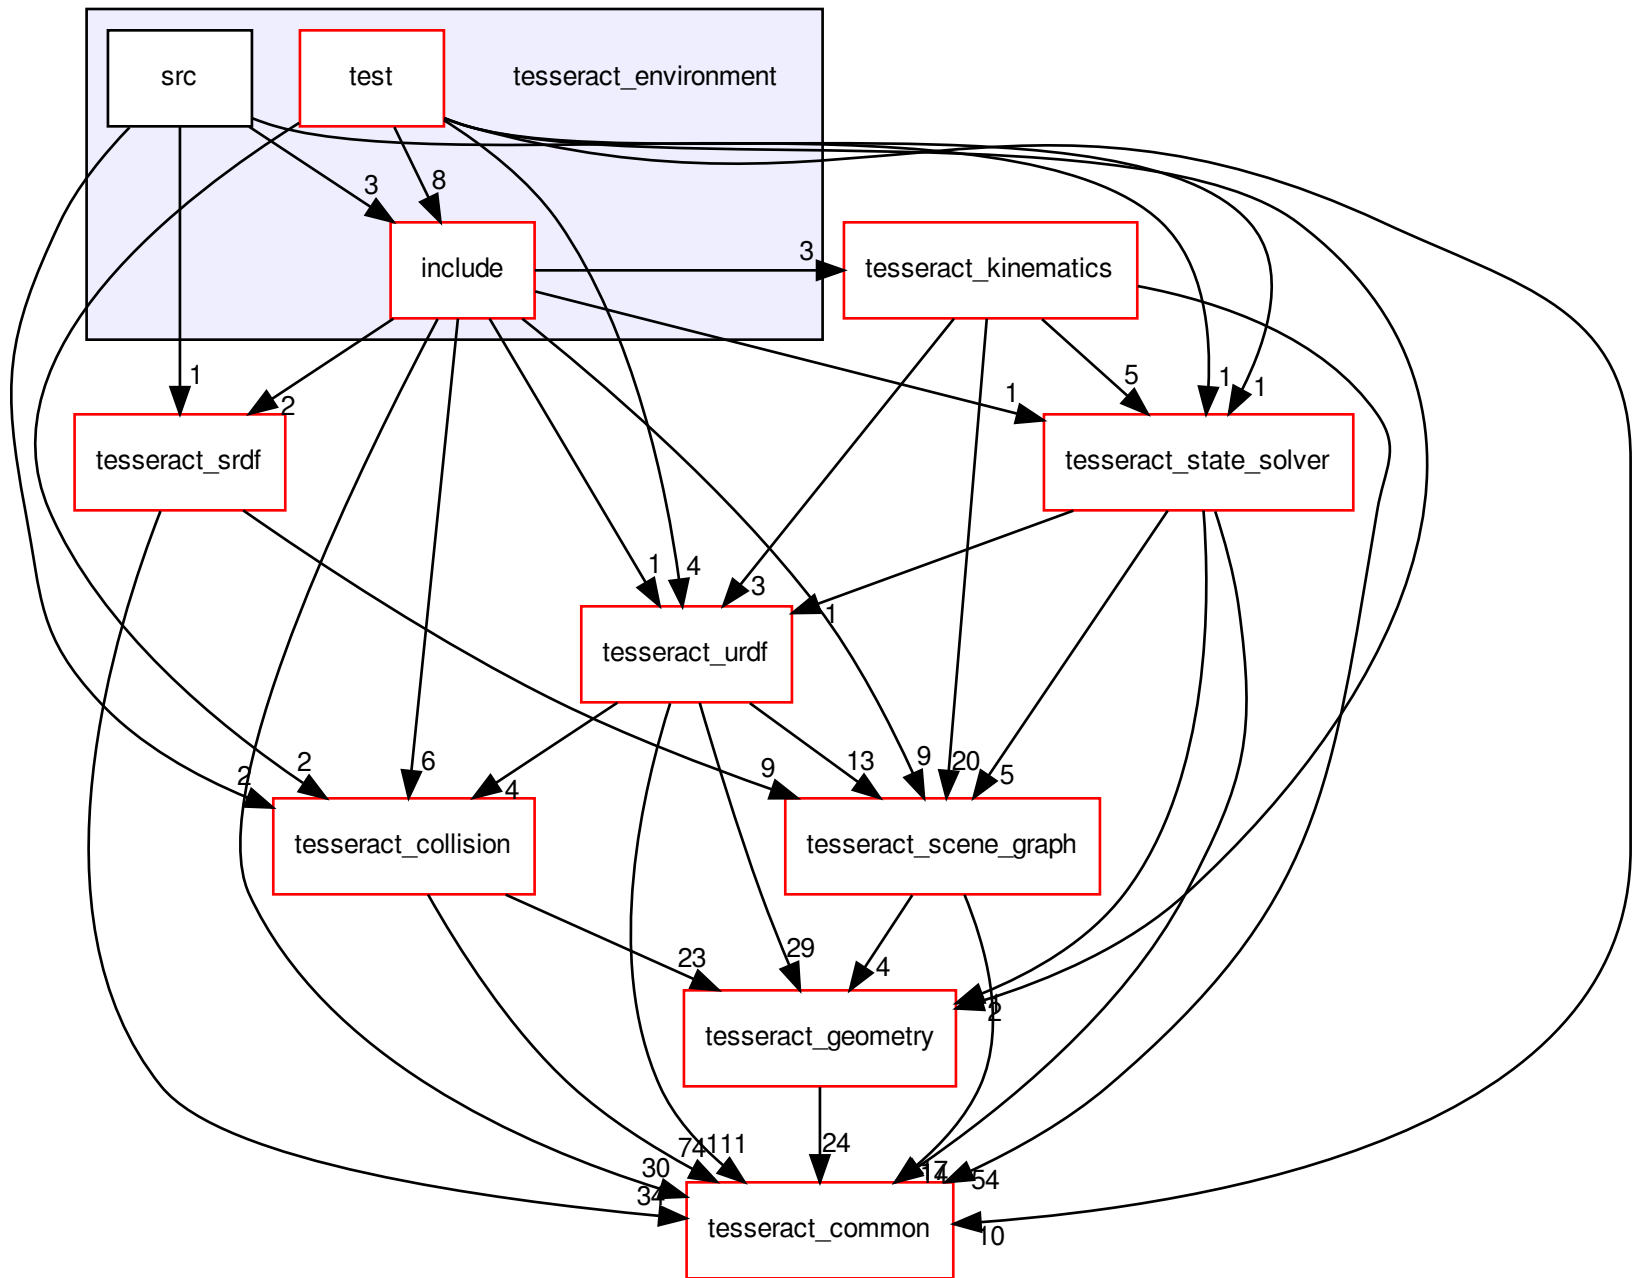 src
test
tesseract_environment
3
8
include
3
tesseract_kinematics
1
2
1
5
1
1
tesseract_srdf
tesseract_state_solver
1
4
3
1
tesseract_urdf
2
2
6
4
9
13
9
20
5
tesseract_collision
tesseract_scene_graph
23
29
4
2
tesseract_geometry
30
34
74
111
24
17
54
10
tesseract_common